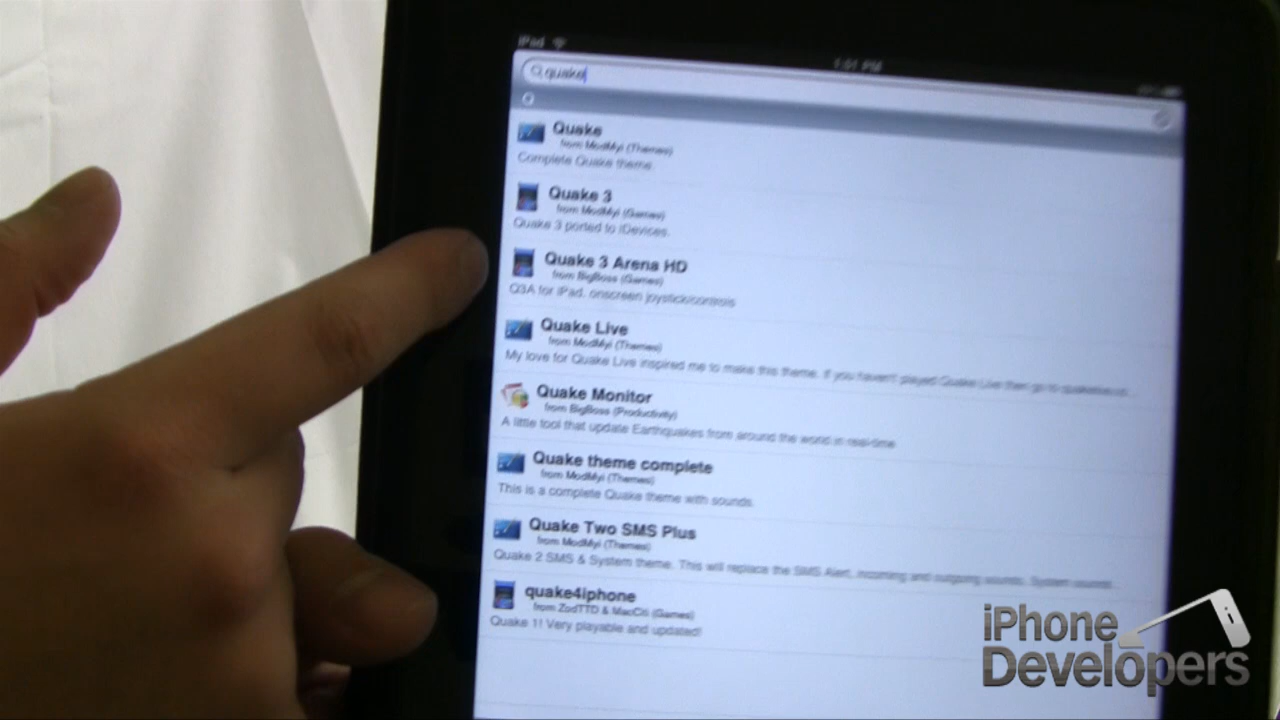 iPad
1:01 PM
quake
Q
Quake
from ModMyi (Themes)
Complete Quake theme
Quake 3
from ModMyi (Games)
Quake 3 ported to iDevices.
Quake 3 Arena HD
from BigBoss (Games)
Q3A for iPad, onscreen joystick/controls
Quake Live
from ModMyi (Themes)
My love for Quake Live inspired me to make this theme. If you haven't played Quake Live then go to
Quake Monitor
from BigBoss (Productivity)
A little tool that update Earthquakes from around the world in real-time
Quake theme complete
from ModMyi (Themes)
This is a complete Quake theme with sounds.
Quake Two SMS Plus
from ModMyi (Themes)
Quake 2 SMS & System theme. This will replace the SMS Alert, incoming and outgoing sounds. System sounds
quake4iphone
from ZodTTD & MacCiti (Games)
Quake 1! Very playable and updated!
iPhone
Developers